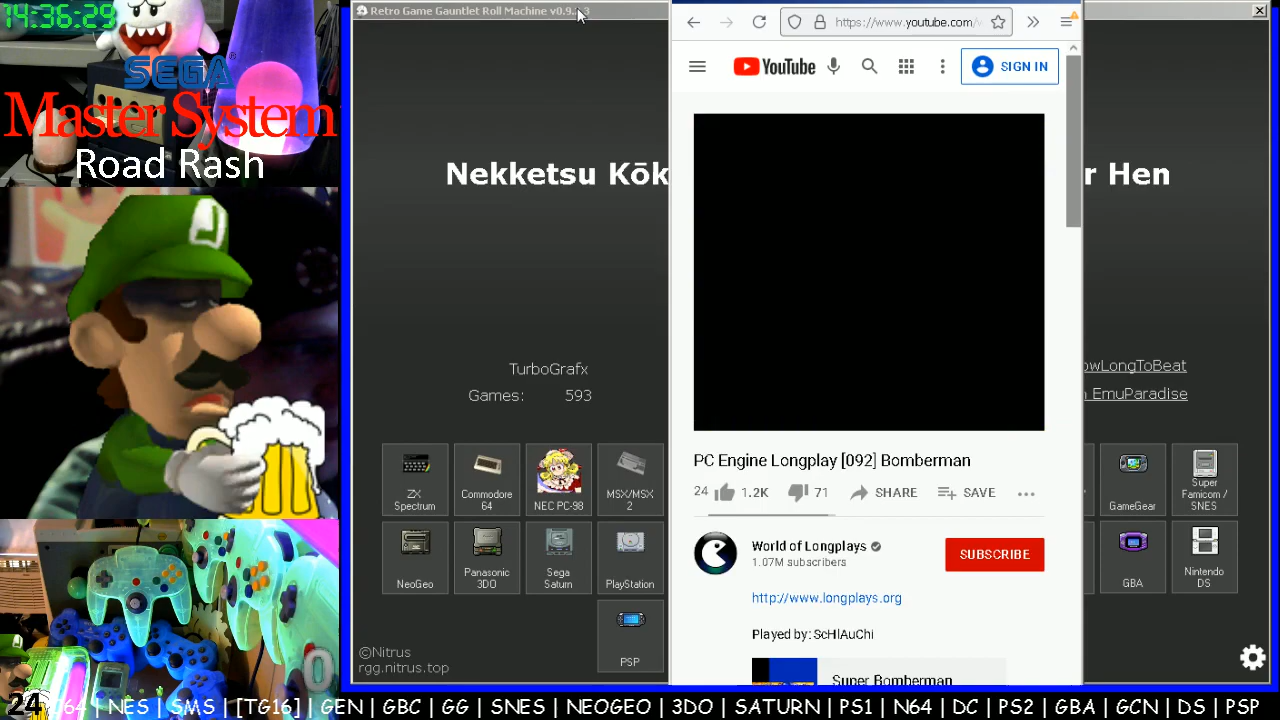 14:36:29
SEGA
Master System
Road Rash
Retro Game Gauntlet Roll Machine v0.9.
https://www.youtube.com/
YouTube
SIGN IN
Nekketsu Kōk
r Hen
TurboGrafx
Games: 593
owLongToBeat
EmuParadise
PC Engine Longplay [092] Bomberman
24
1.2K
71
SHARE
SAVE
World of Longplays
1.07M subscribers
SUBSCRIBE
http://www.longplays.org
Played by: ScHlAuChi
Super Bomberman
ZX Spectrum
Commodore 64
NEC PC-98
MSX/MSX 2
GameGear
Super Famicom / SNES
NeoGeo
Panasonic 3DO
Sega Saturn
PlayStation
GBA
Nintendo DS
PSP
©Nitrus
rgg.nitrus.top
24
64 | NES | SMS | [TG16] | GEN | GBC | GG | SNES | NEOGEO | 3DO | SATURN | PS1 | N64 | DC | PS2 | GBA | GCN | DS | PSP